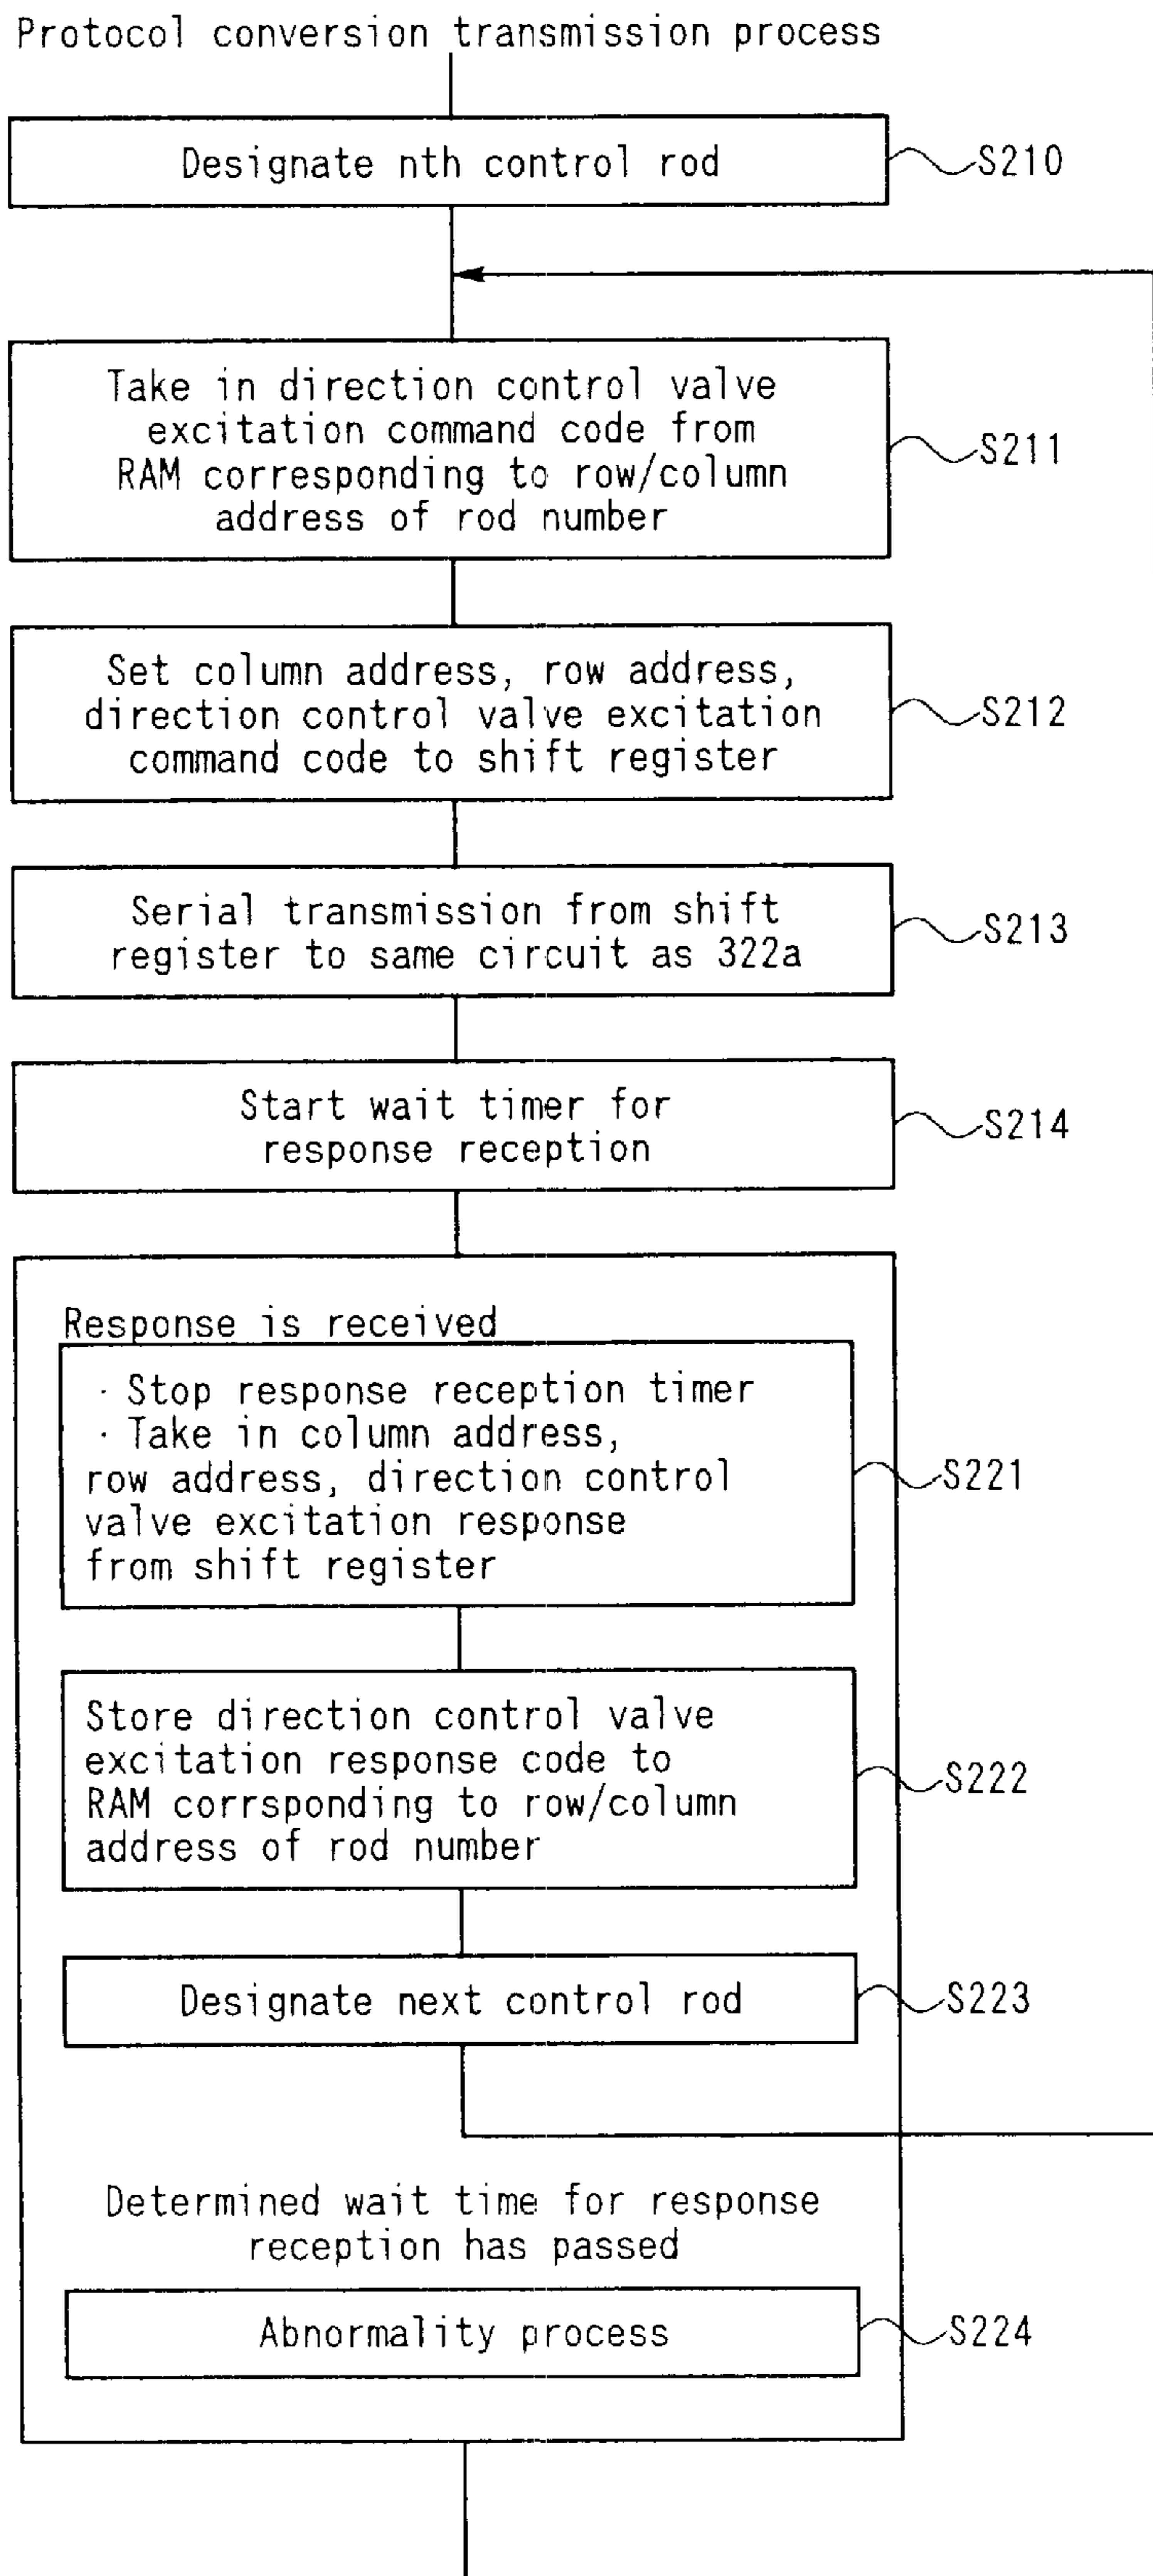 Protocol conversion transmission process
Designate nth control rod
S210
Take in direction control valve
excitation command code from
RAM corresponding to row/column
address of rod number
S211
Set column address, row address,
direction control valve excitation
command code to shift register
S212
Serial transmission from shift
register to same circuit as 322a
S213
Start wait timer for
response reception
S214
Response is received
· Stop response reception timer
· Take in column address,
row address, direction control
valve excitation response
from shift register
S221
Store direction control valve
excitation response code to
RAM corrsponding to row/column
address of rod number
S222
Designate next control rod
S223
Determined wait time for response
reception has passed
Abnormality process
S224